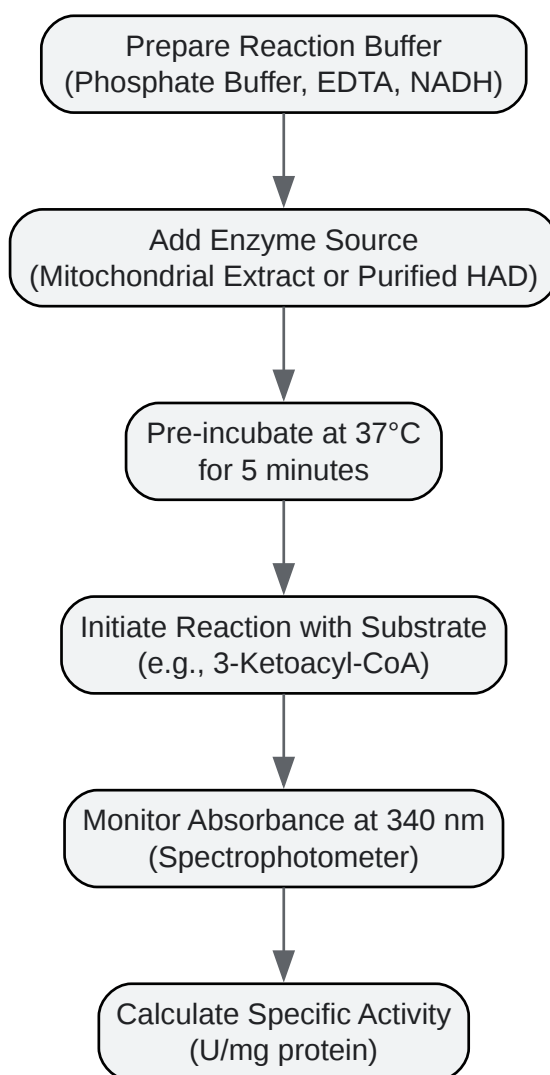 Prepare Reaction Buffer
(Phosphate Buffer, EDTA, NADH)
Add Enzyme Source
(Mitochondrial Extract or Purified HAD)
Pre-incubate at 37°C
for 5 minutes
Initiate Reaction with Substrate
(e.g., 3-Ketoacyl-CoA)
Monitor Absorbance at 340 nm
(Spectrophotometer)
Calculate Specific Activity
(U/mg protein)